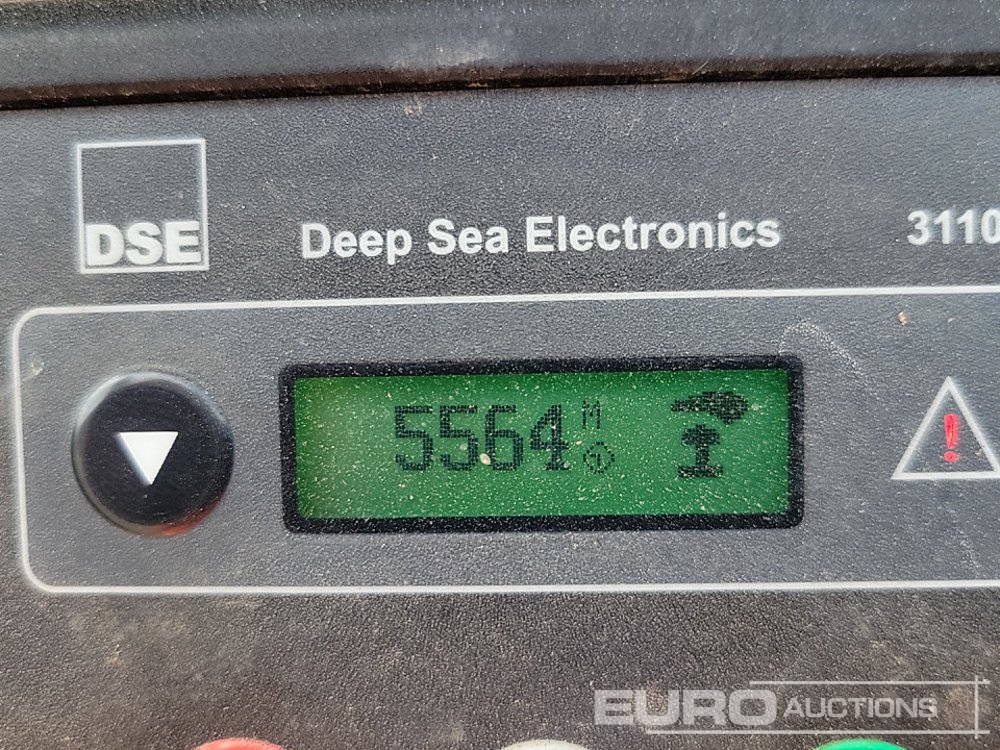 DSE
Deep Sea Electronics
3110
5564 M
!
EURO AUCTIONS